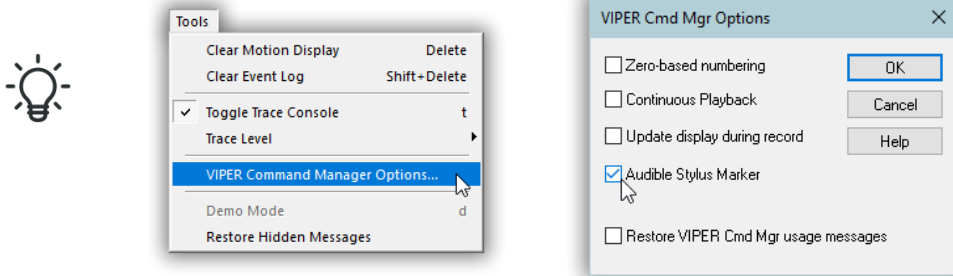 Tools
Clear Motion Display Delete
Clear Event Log Shift+Delete
Toggle Trace Console t
Trace Level
VIPER Command Manager Options...
Demo Mode d
Restore Hidden Messages
VIPER Cmd Mgr Options
Zero-based numbering
OK
Continuous Playback
Cancel
Update display during record
Help
Audible Stylus Marker
Restore VIPER Cmd Mgr usage messages